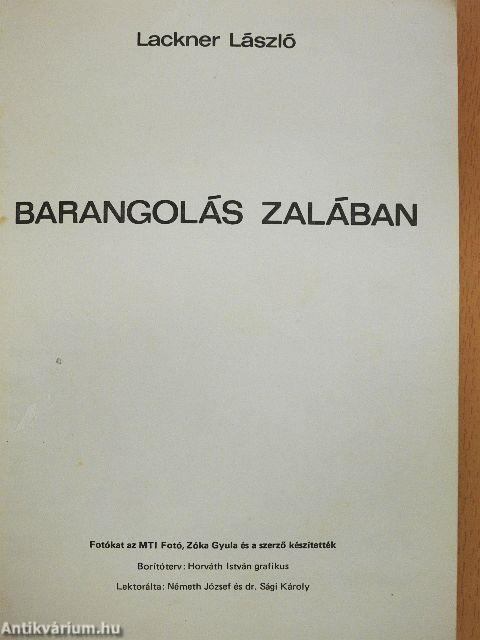 Lackner László
BARANGOLÁS ZALÁBAN
Fotókat az MTI Fotó, Zóka Gyula és a szerző készítették
Borítóterv: Horváth István grafikus
Lektorálta: Németh József és dr. Sági Károly
Antikvárium.hu